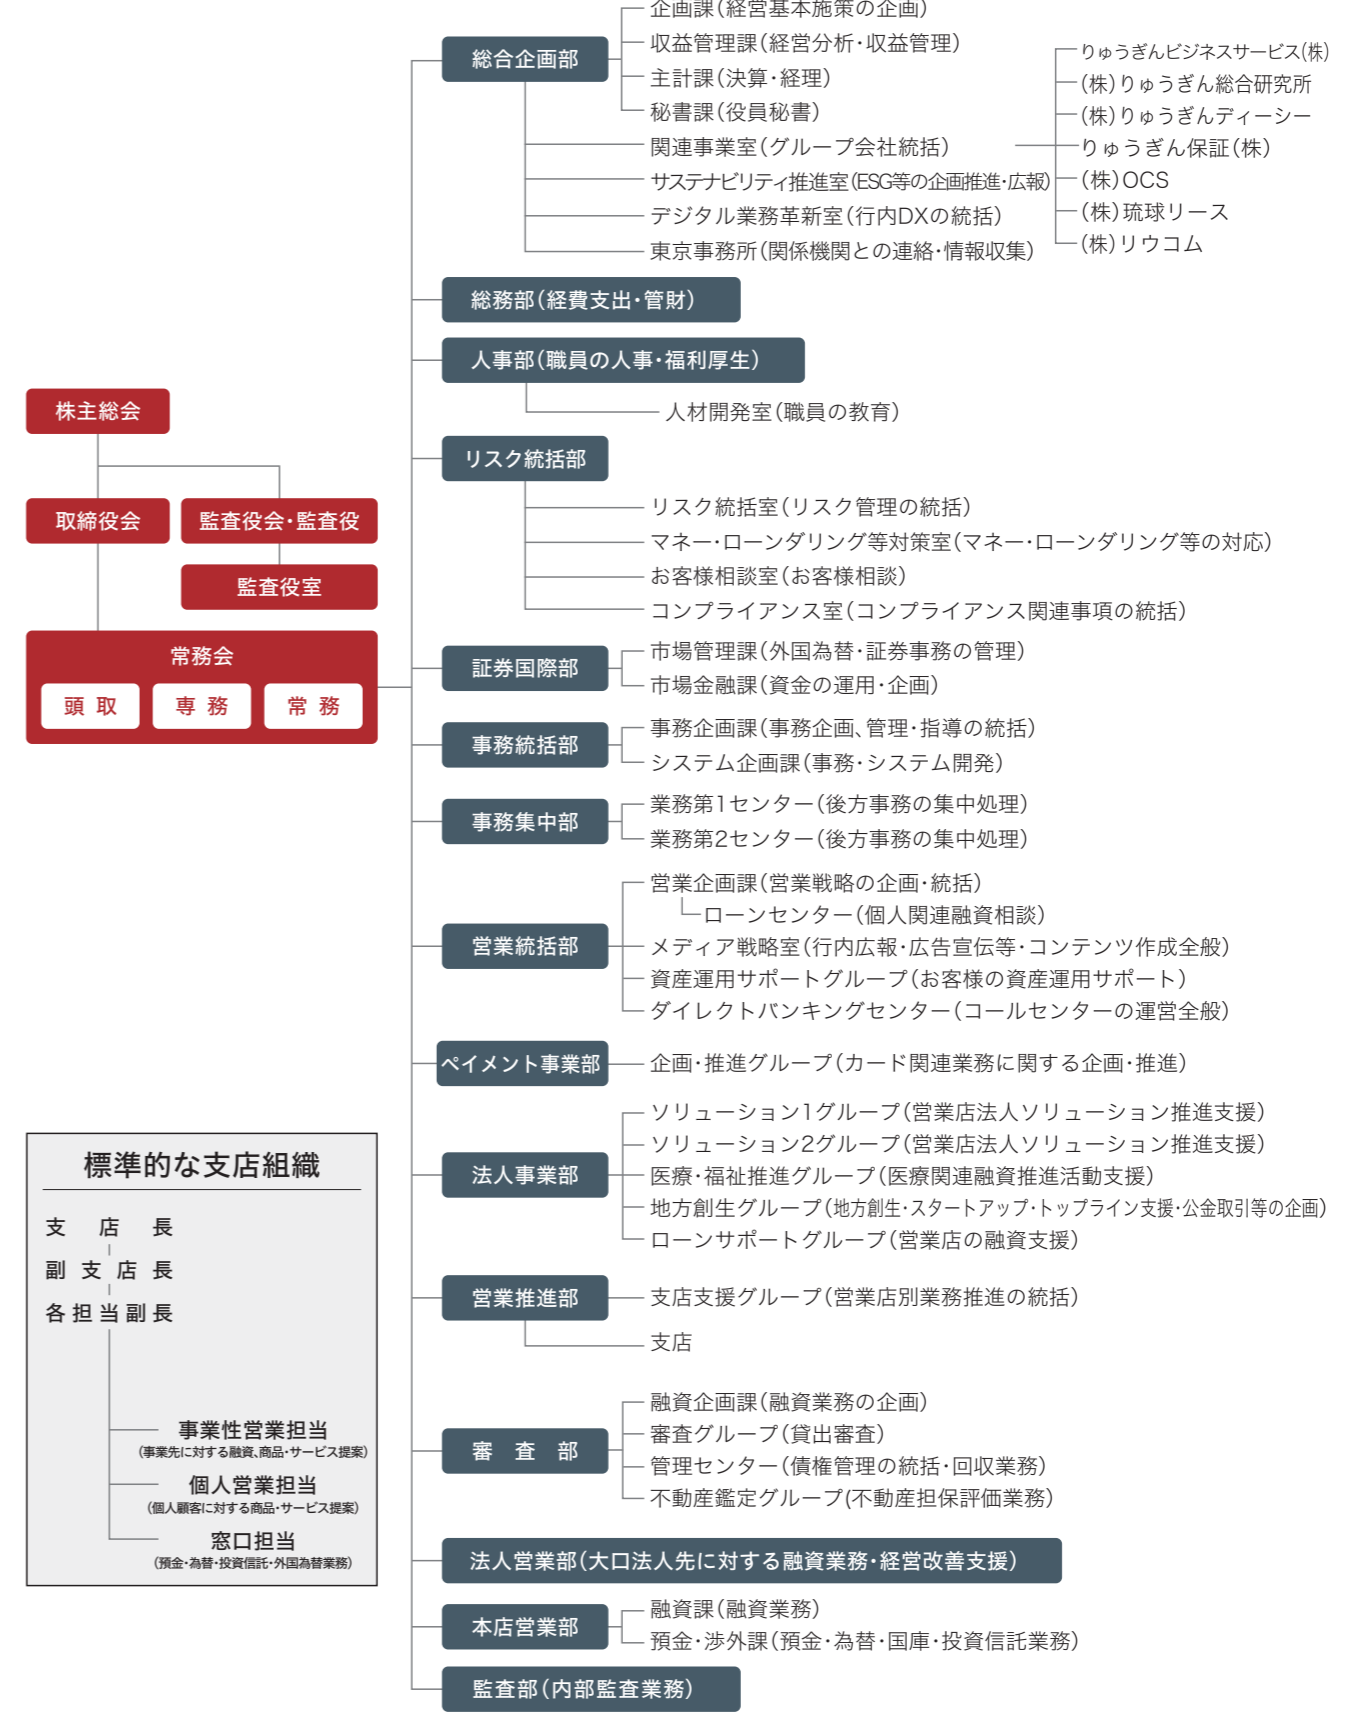 株主総会
取締役会
監査役会・監査役
監査役室
常務会
頭取
専務
常務
総合企画部
企画課(経営基本施策の企画)
収益管理課(経営分析・収益管理)
主計課(決算・経理)
秘書課(役員秘書)
関連事業室(グループ会社統括)
りゅうぎんビジネスサービス(株)
(株)りゅうぎん総合研究所
(株)りゅうぎんディーシー
りゅうぎん保証(株)
(株)OCS
(株)琉球リース
(株)リウコム
サステナビリティ推進室(ESG等の企画推進・広報)
デジタル業務革新室(行内DXの統括)
東京事務所(関係機関との連絡・情報収集)
総務部(経費支出・管財)
人事部(職員の人事・福利厚生)
人材開発室(職員の教育)
リスク統括部
リスク統括室(リスク管理の統括)
マネー・ローンダリング等対策室(マネー・ローンダリング等の対応)
お客様相談室(お客様相談)
コンプライアンス室(コンプライアンス関連事項の統括)
証券国際部
市場管理課(外国為替・証券事務の管理)
市場金融課(資金の運用・企画)
事務統括部
事務企画課(事務企画、管理・指導の統括)
システム企画課(事務・システム開発)
事務集中部
業務第1センター(後方事務の集中処理)
業務第2センター(後方事務の集中処理)
営業統括部
営業企画課(営業戦略の企画・統括)
ローンセンター(個人関連融資相談)
メディア戦略室(行内広報・広告宣伝等・コンテンツ作成全般)
資産運用サポートグループ(お客様の資産運用サポート)
ダイレクトバンキングセンター(コールセンターの運営全般)
ペイメント事業部
企画・推進グループ(カード関連業務に関する企画・推進)
法人事業部
ソリューション1グループ(営業店法人ソリューション推進支援)
ソリューション2グループ(営業店法人ソリューション推進支援)
医療・福祉推進グループ(医療関連融資推進活動支援)
地方創生グループ(地方創生・スタートアップ・トップライン支援・公金取引等の企画)
ローンサポートグループ(営業店の融資支援)
営業推進部
支店支援グループ(営業店別業務推進の統括)
支店
審査部
融資企画課(融資業務の企画)
審査グループ(貸出審査)
管理センター(債権管理の統括・回収業務)
不動産鑑定グループ(不動産担保評価業務)
法人営業部(大口法人先に対する融資業務・経営改善支援)
本店営業部
融資課(融資業務)
預金・渉外課(預金・為替・国庫・投資信託業務)
監査部(内部監査業務)
標準的な支店組織
支店長
副支店長
各担当副長
事業性営業担当
(事業先に対する融資、商品・サービス提案)
個人営業担当
(個人顧客に対する商品・サービス提案)
窓口担当
(預金・為替・投資信託・外国為替業務)